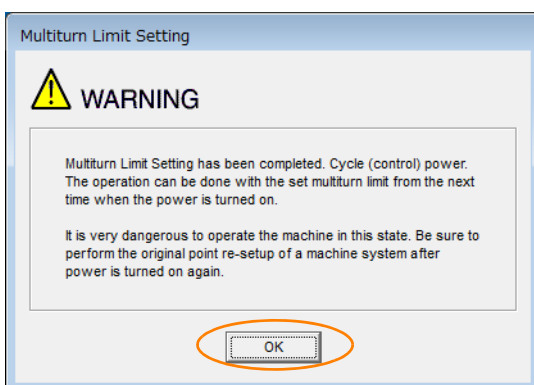 Multiturn Limit Setting
WARNING
Multiturn Limit Setting has been completed. Cycle (control) power.
The operation can be done with the set multiturn limit from the next
time when the power is turned on.
It is very dangerous to operate the machine in this state. Be sure to
perform the original point re-setup of a machine system after
power is turned on again.
OK